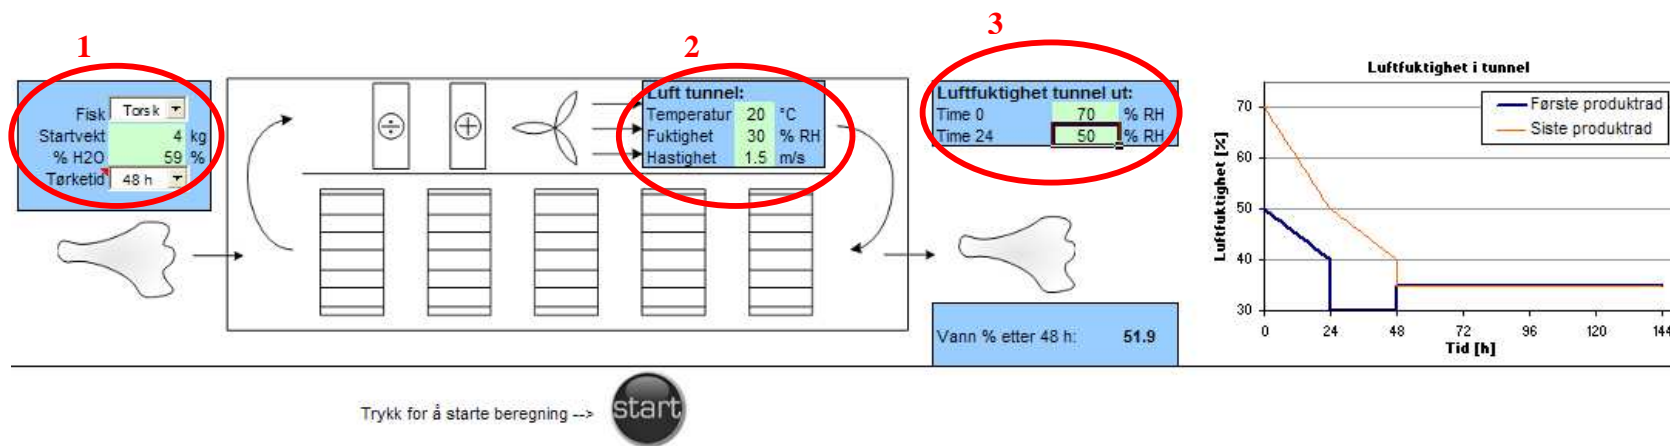 1
2
3
Fisk Torsk
Startvekt 4 kg
% H2O 59 %
Tørketid 48 h
Luft tunnel:
Temperatur 20 °C
Fuktighet 30 % RH
Hastighet 1.5 m/s
Luftfuktighet tunnel ut:
Time 0 70 % RH
Time 24 50 % RH
Vann % etter 48 h: 51.9
Trykk for å starte beregning -->
start
Luftfuktighet i tunnel
Første produktrad
Siste produktrad
Luftfuktighet [%]
70
60
50
40
30
0 24 48 72 96 120 144
Tid [h]